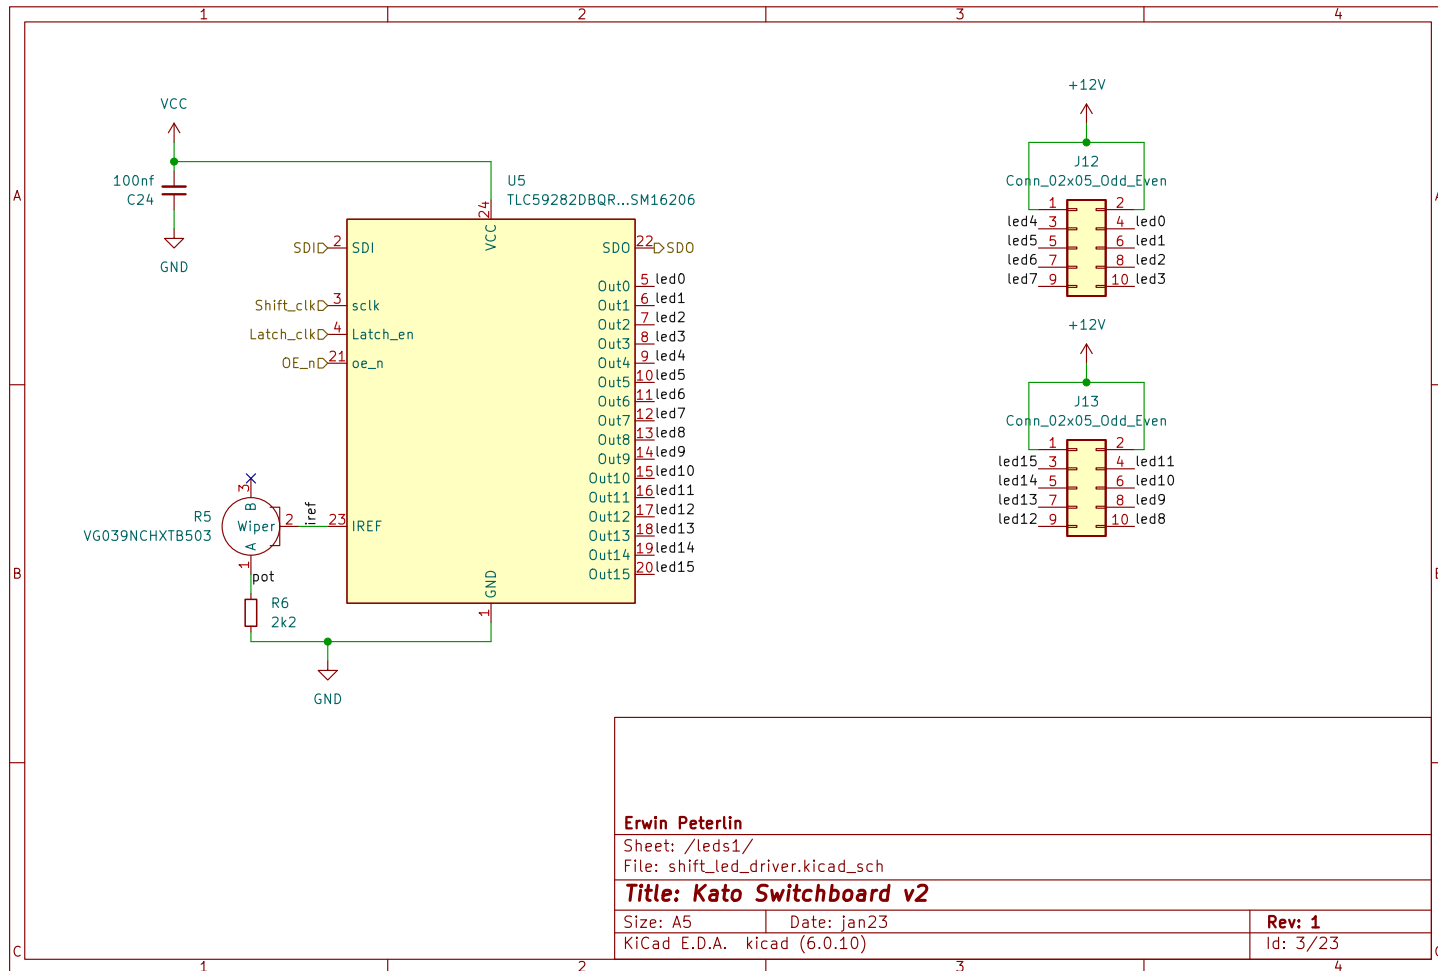 1 2 3 4
+12V
VCC
J12
Conn_02x05_Odd_Even
100nf
C24
U5
TLC59282DBQR...SM16206
A
1 2
led4 3 4 led0
led5 5 6 led1
led6 7 8 led2
led7 9 10 led3
24
VCC
GND
SDI 2 SDI
SDO 22 SDO
Out0 5 led0
Shift_clk 3 sclk
Out1 6 led1
Out2 7 led2
Latch_clk 4 Latch_en
Out3 8 led3
OE_n 21 oe_n
Out4 9 led4
Out5 10 led5
Out6 11 led6
Out7 12 led7
Out8 13 led8
Out9 14 led9
Out10 15 led10
Out11 16 led11
Out12 17 led12
Out13 18 led13
Out14 19 led14
Out15 20 led15
+12V
J13
Conn_02x05_Odd_Even
1 2
led15 3 4 led11
led14 5 6 led10
led13 7 8 led9
led12 9 10 led8
3
B
R5
VG039NCHXTB503
Wiper 2 iref 23 IREF
A
1
pot
B
R6
2k2
GND
1
GND
Erwin Peterlin
Sheet: /leds1/
File: shift_led_driver.kicad_sch
Title: Kato Switchboard v2
Size: A5 Date: jan23 Rev: 1
KiCad E.D.A. kicad (6.0.10) Id: 3/23
C
1 2 3 4